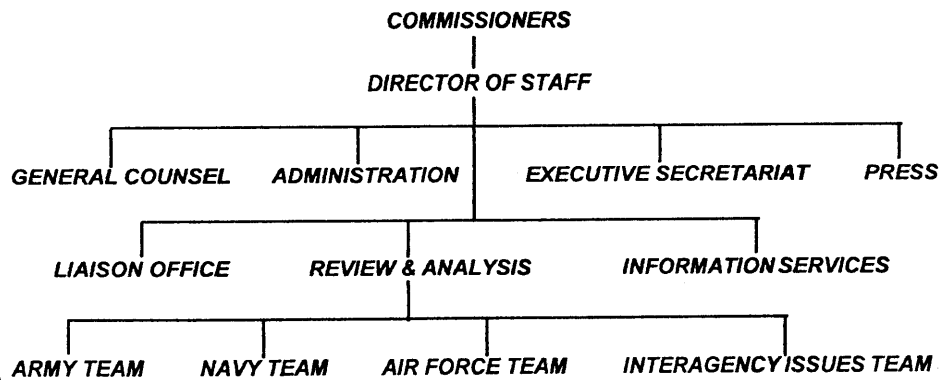 COMMISSIONERS
DIRECTOR OF STAFF
GENERAL COUNSEL ADMINISTRATION EXECUTIVE SECRETARIAT PRESS
LIAISON OFFICE REVIEW & ANALYSIS INFORMATION SERVICES
ARMY TEAM NAVY TEAM AIR FORCE TEAM INTERAGENCY ISSUES TEAM